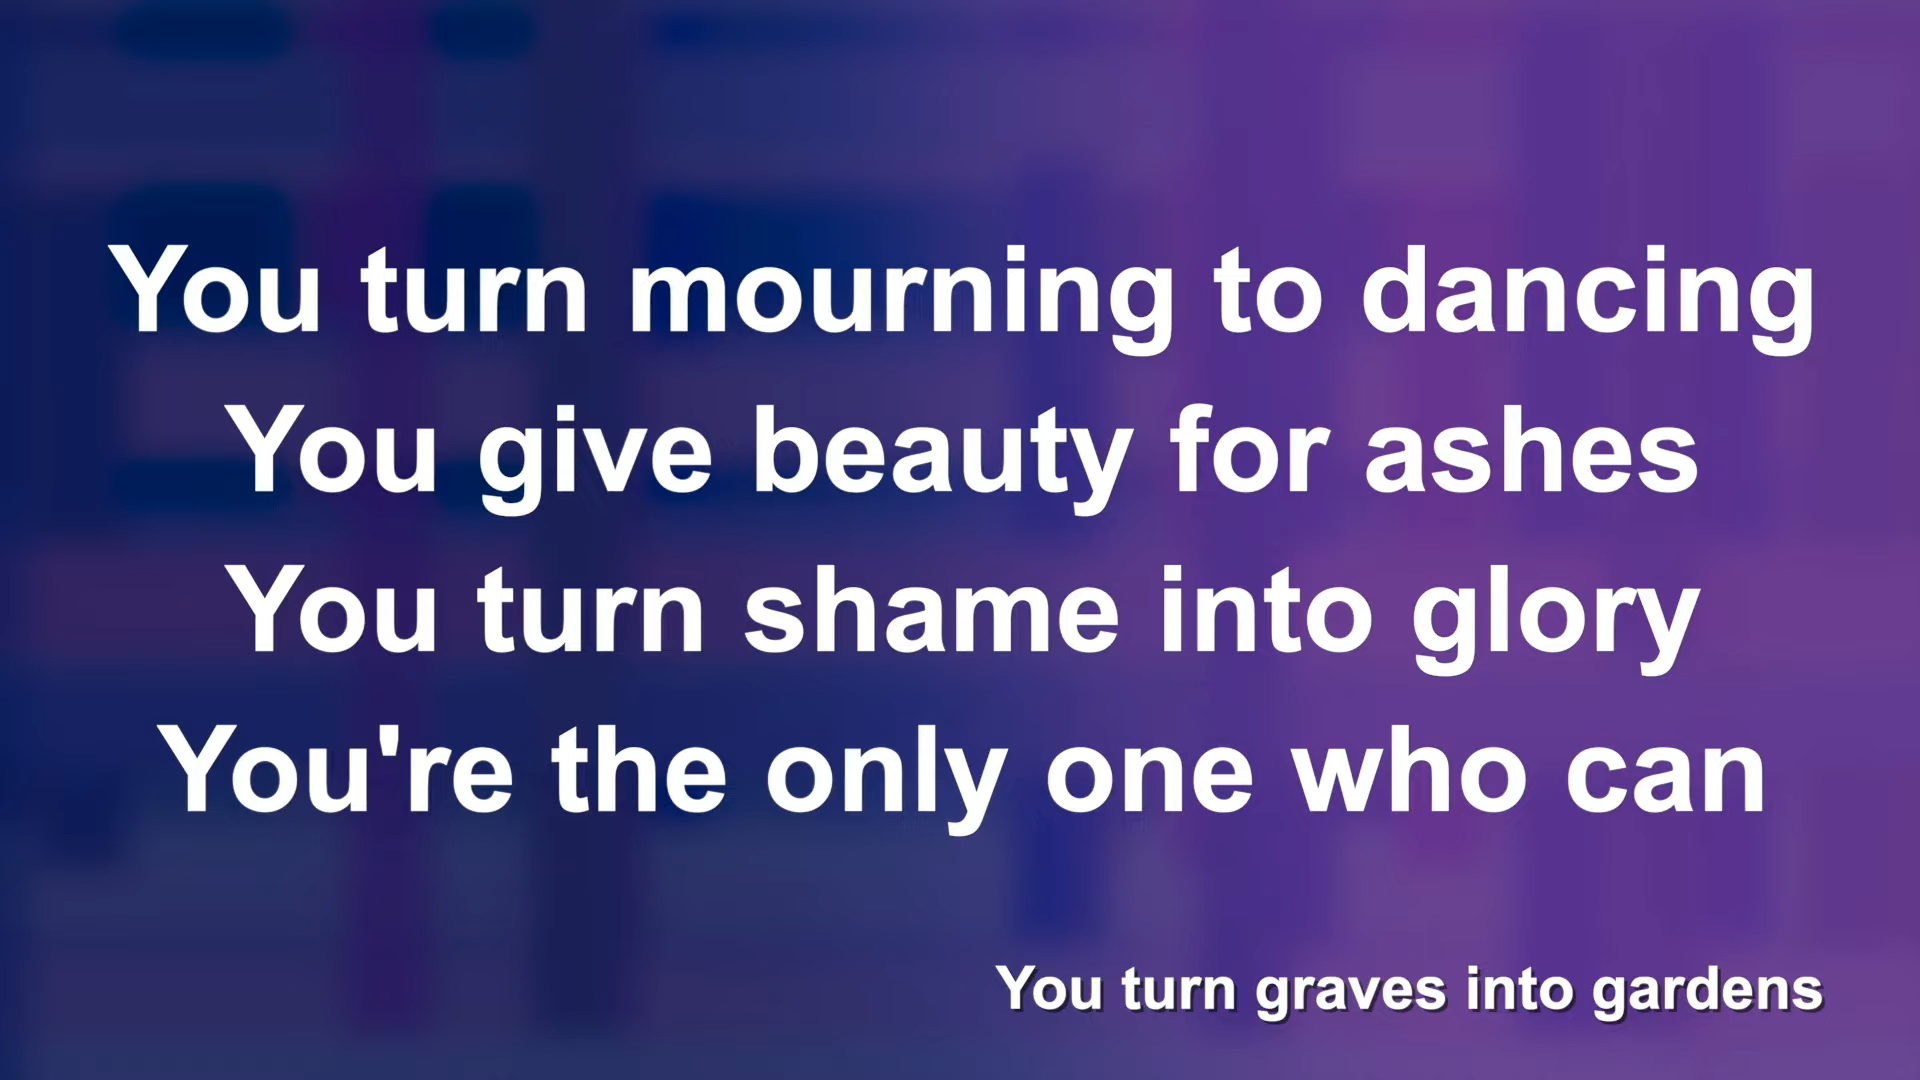 You turn mourning to dancing
You give beauty for ashes
You turn shame into glory
You're the only one who can
You turn graves into gardens